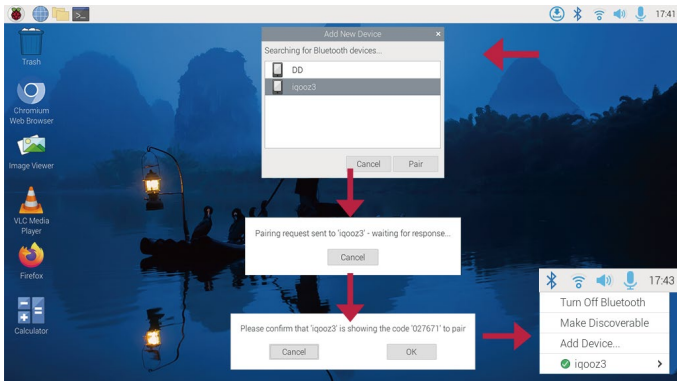 17:41
Trash
Chromium
Web Browser
Image Viewer
VLC Media
Player
Firefox
Calculator
Add New Device
Searching for Bluetooth devices...
DD
iqooz3
Cancel Pair
Pairing request sent to 'iqooz3' - waiting for response...
Cancel
Please confirm that 'iqooz3' is showing the code '027671' to pair
Cancel OK
17:43
Turn Off Bluetooth
Make Discoverable
Add Device...
iqooz3